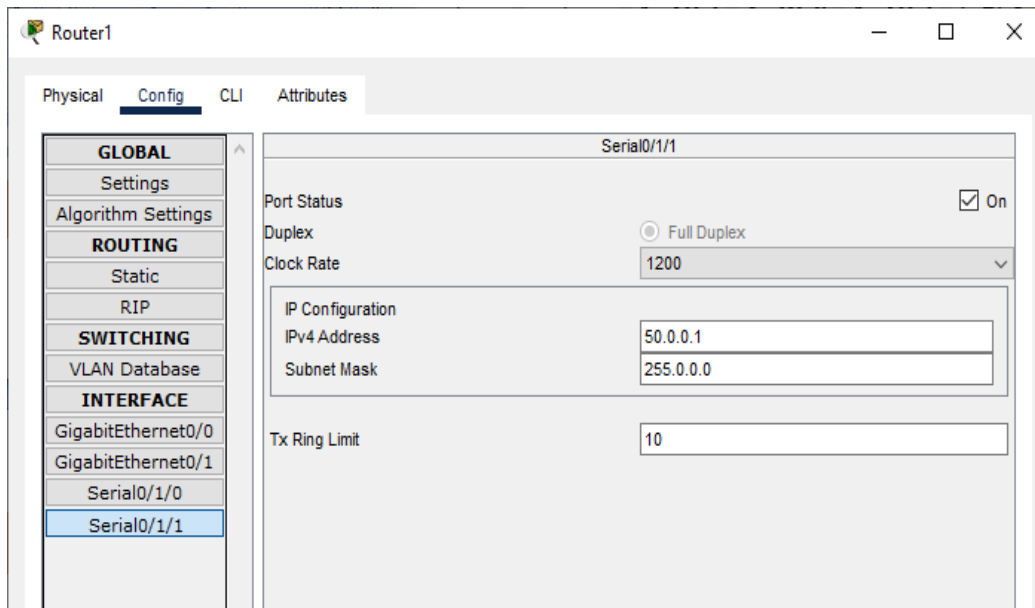 Router1
Physical Config CLI Attributes
GLOBAL
Settings
Algorithm Settings
ROUTING
Static
RIP
SWITCHING
VLAN Database
INTERFACE
GigabitEthernet0/0
GigabitEthernet0/1
Serial0/1/0
Serial0/1/1
Serial0/1/1
Port Status On
Duplex Full Duplex
Clock Rate 1200
IP Configuration
IPv4 Address 50.0.0.1
Subnet Mask 255.0.0.0
Tx Ring Limit 10